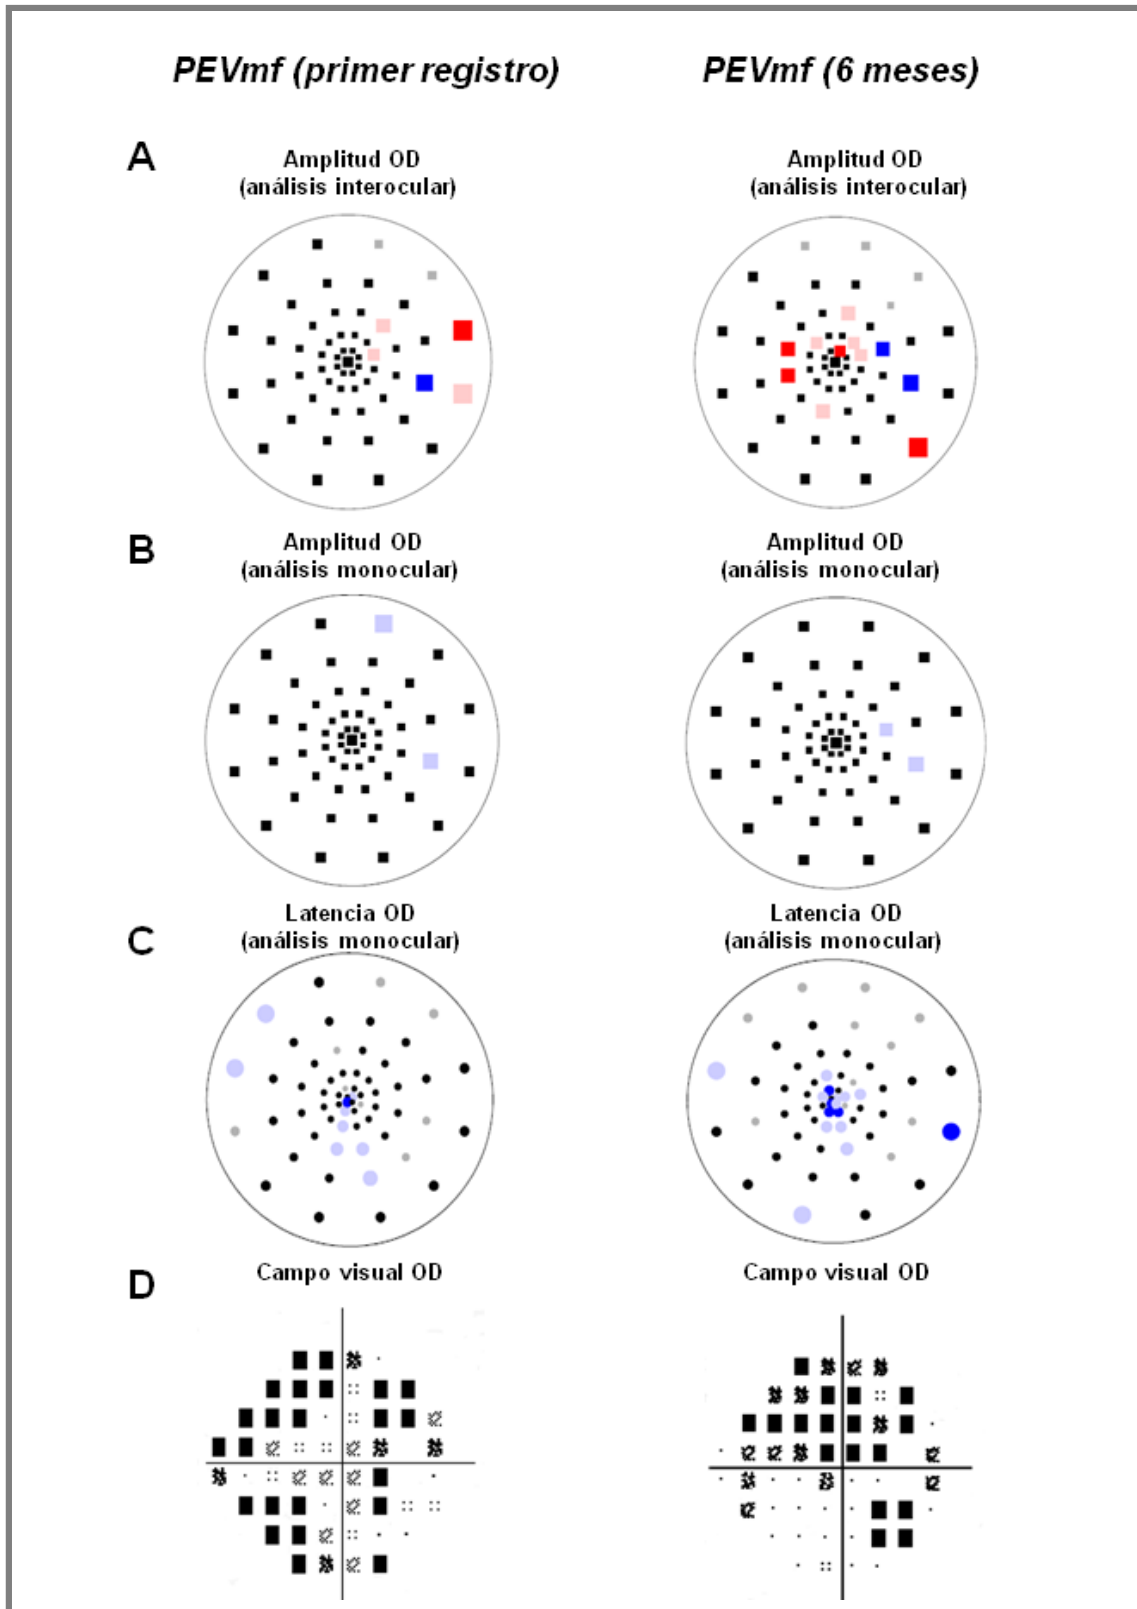 PEVmf (primer registro)
PEVmf (6 meses)
A
Amplitud OD
(análisis interocular)
Amplitud OD
(análisis interocular)
B
Amplitud OD
(análisis monocular)
Amplitud OD
(análisis monocular)
C
Latencia OD
(análisis monocular)
Latencia OD
(análisis monocular)
D
Campo visual OD
Campo visual OD